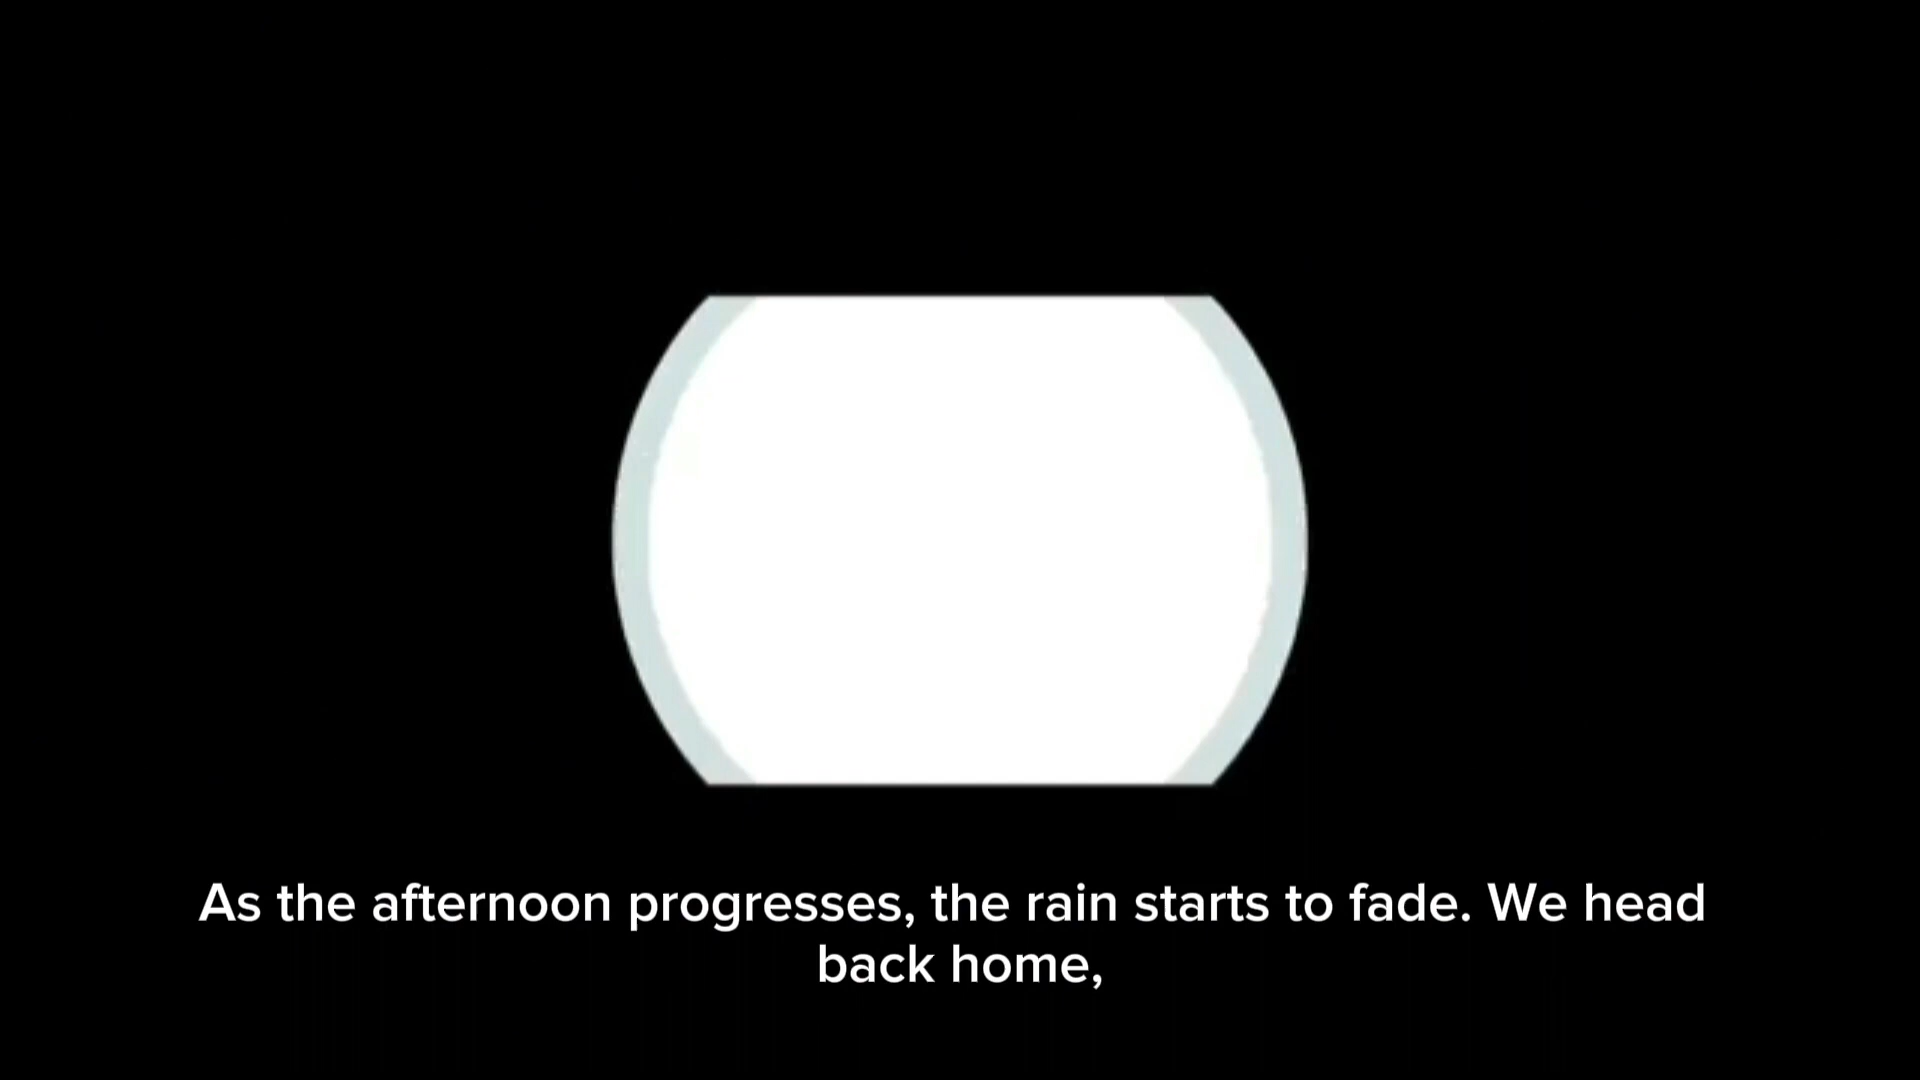 As the afternoon progresses, the rain starts to fade. We head
back home,